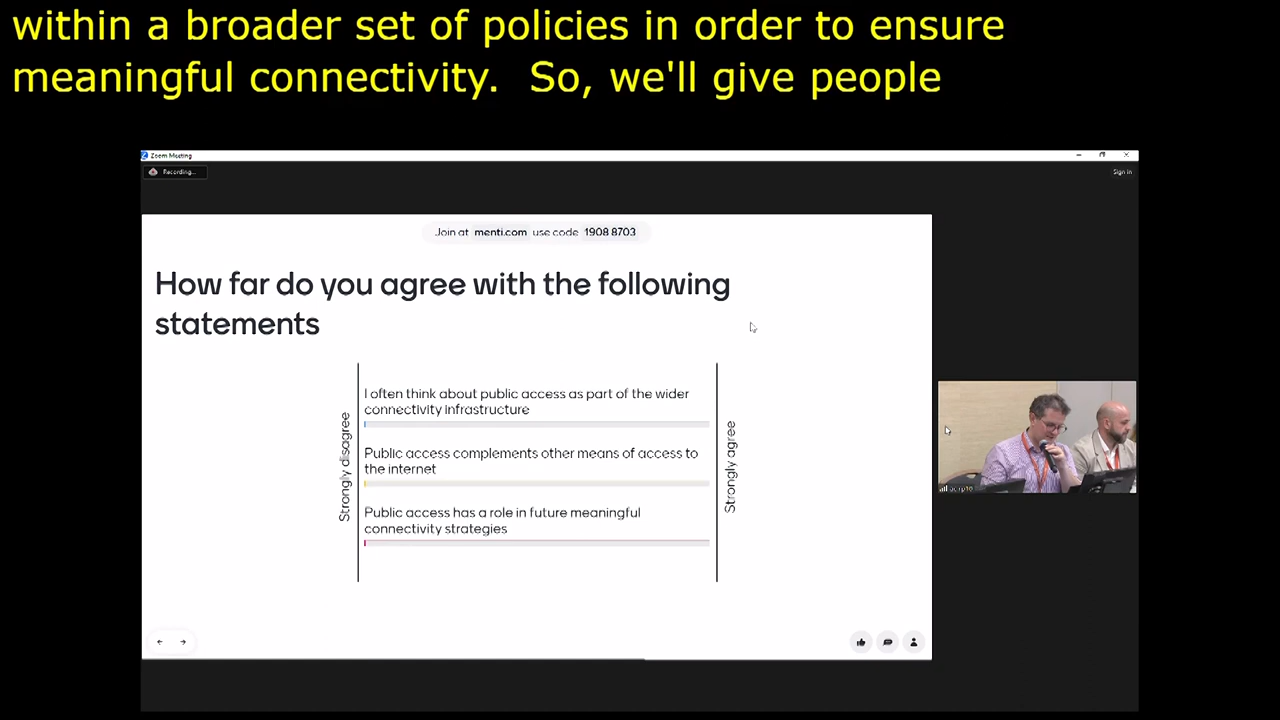 within a broader set of policies in order to ensure
meaningful connectivity.  So, we'll give people
Zoom Meeting
Recording...
Sign in
Join at menti.com use code 1908 8703
How far do you agree with the following
statements
Strongly disagree
I often think about public access as part of the wider
connectivity infrastructure
Public access complements other means of access to
the internet
Public access has a role in future meaningful
connectivity strategies
Strongly agree